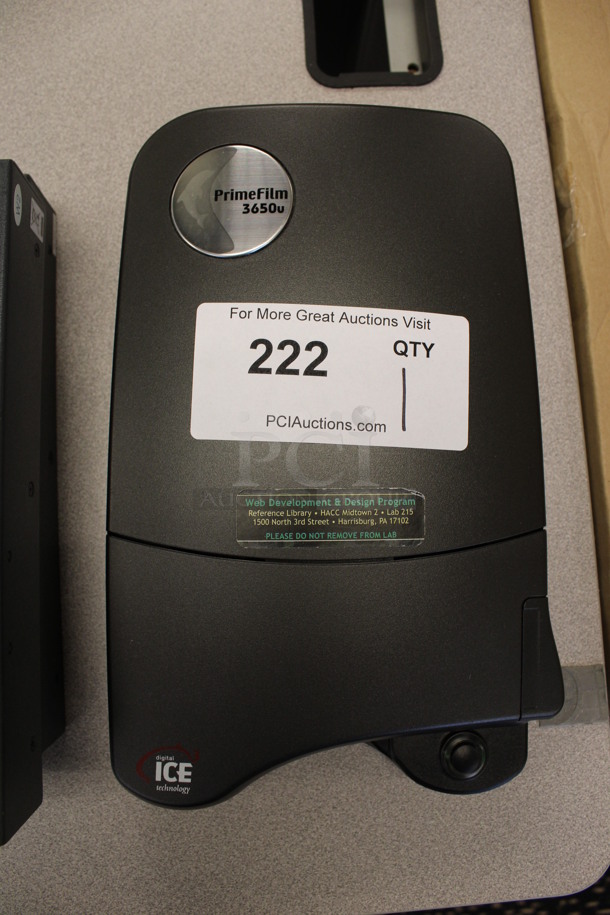 PrimeFilm
3650u
For More Great Auctions Visit
222
QTY
1
PCIAuctions.com
PCI
Web Development & Design Program
Reference Library • HACC Midtown 2 • Lab 215
1500 North 3rd Street • Harrisburg, PA 17102
PLEASE DO NOT REMOVE FROM LAB
digital
ICE
technology